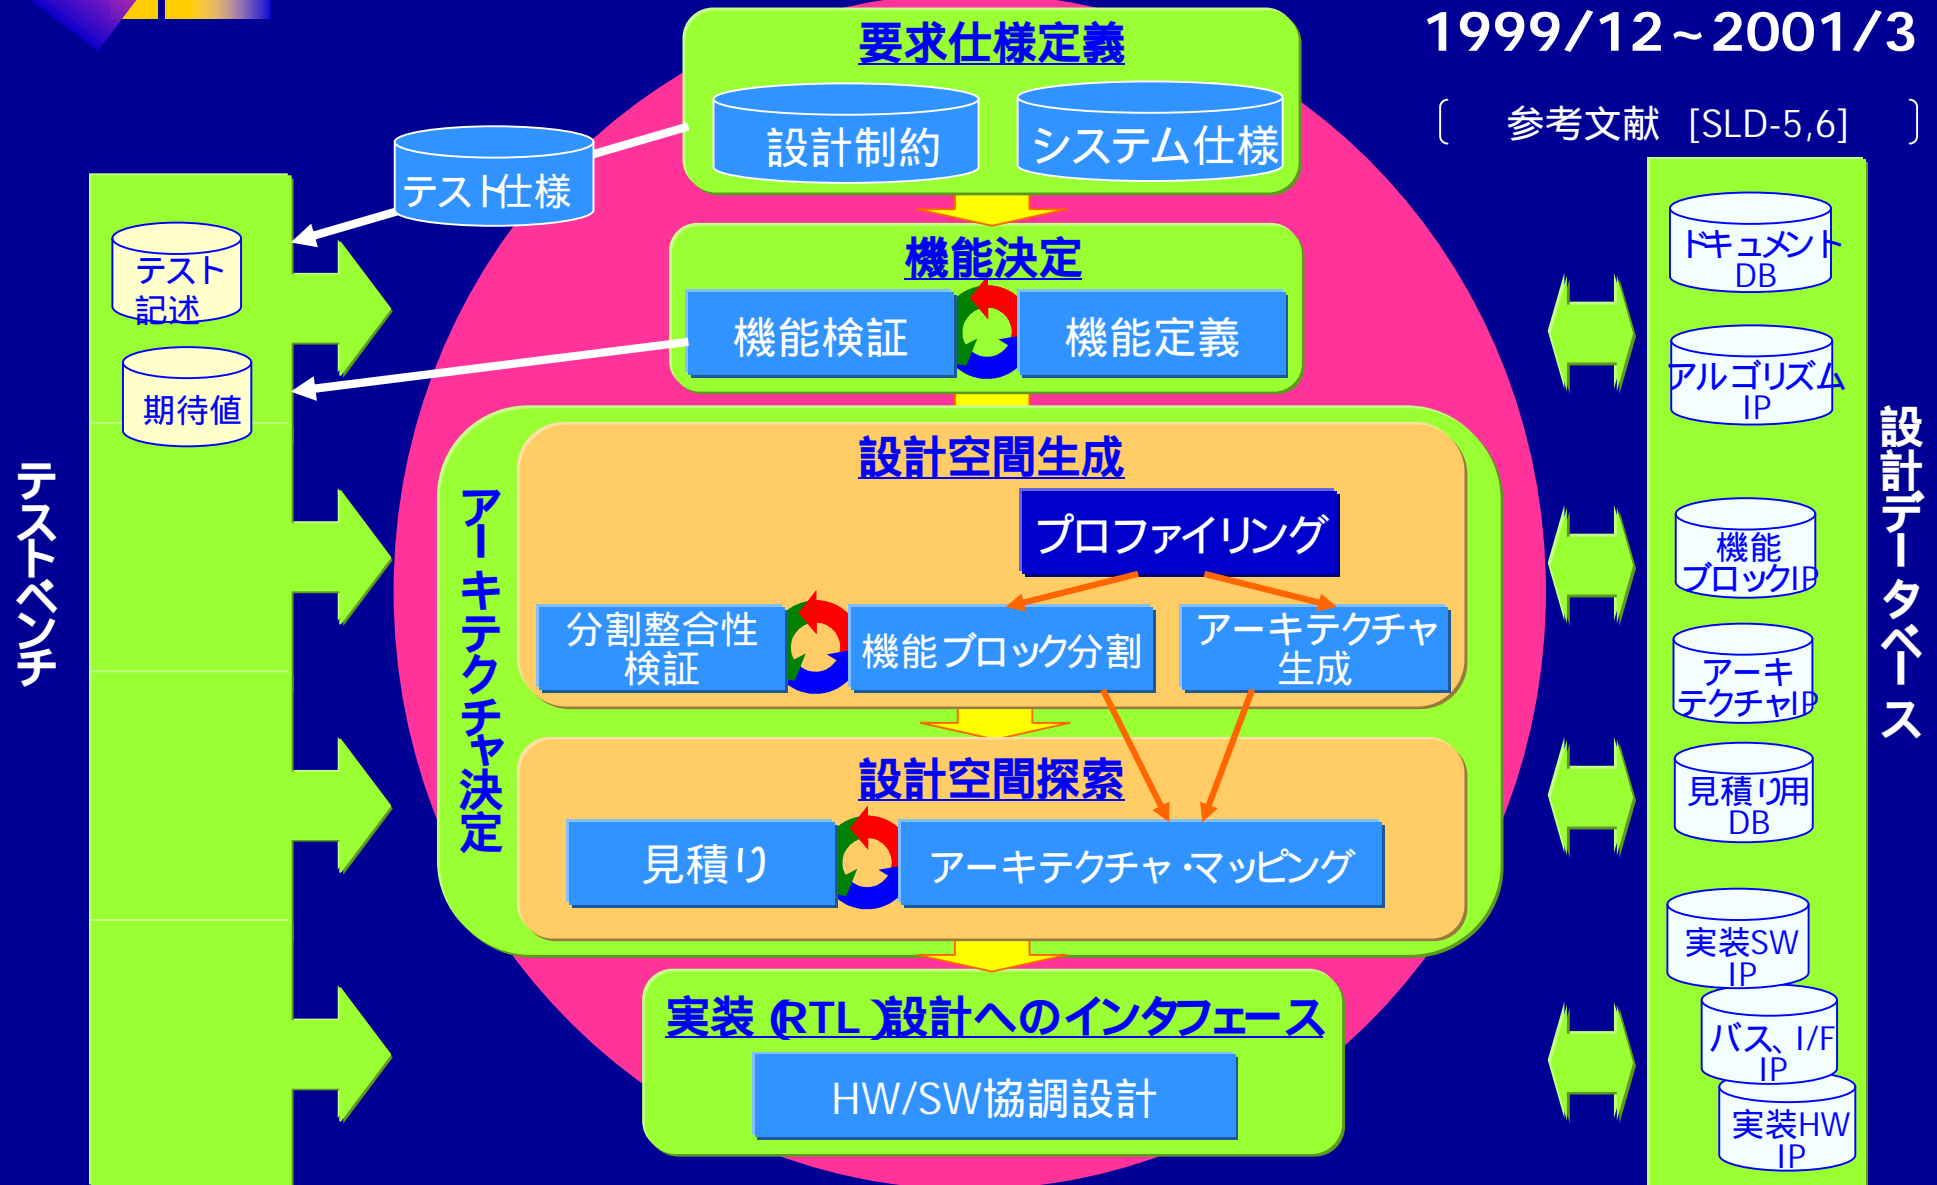 1999/12~2001/3
〔 参考文献 [SLD-5,6] 〕
要求仕様定義
設計制約
システム仕様
テスト仕様
機能決定
機能検証
機能定義
テストベンチ
テスト
記述
期待値
アーキテクチャ決定
設計空間生成
プロファイリング
分割整合性
検証
機能ブロック分割
アーキテクチャ
生成
設計空間探索
見積り
アーキテクチャ・マッピング
実装(RTL)設計へのインタフェース
HW/SW協調設計
設計データベース
ドキュメント
DB
アルゴリズム
IP
機能
ブロックIP
アーキ
テクチャIP
見積り用
DB
実装SW
IP
バス、I/F
IP
実装HW
IP